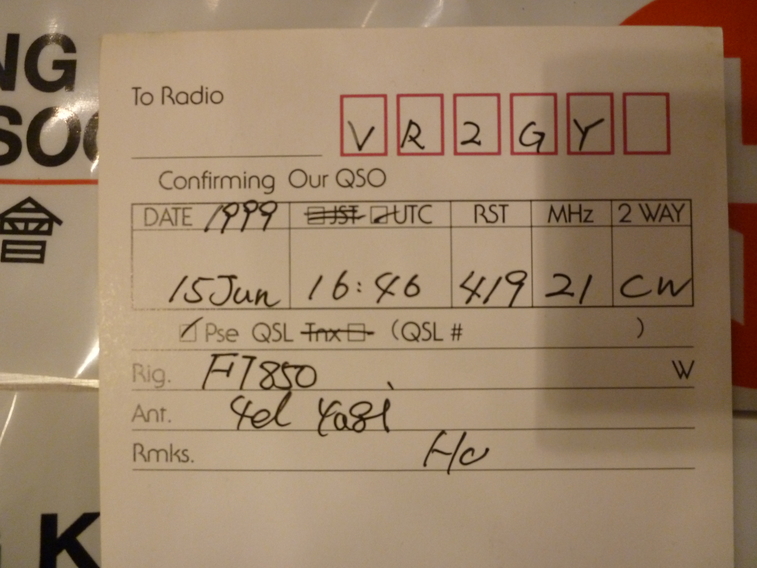 NG
SOC
會
To Radio VR2GY
Confirming Our QSO
DATE 1999 JST UTC RST MHz 2 WAY
15 Jun 16:46 419 21 CW
Pse QSL Tnx (QSL # )
Rig. FT850 W
Ant. 4el Yagi
Rmks.
K